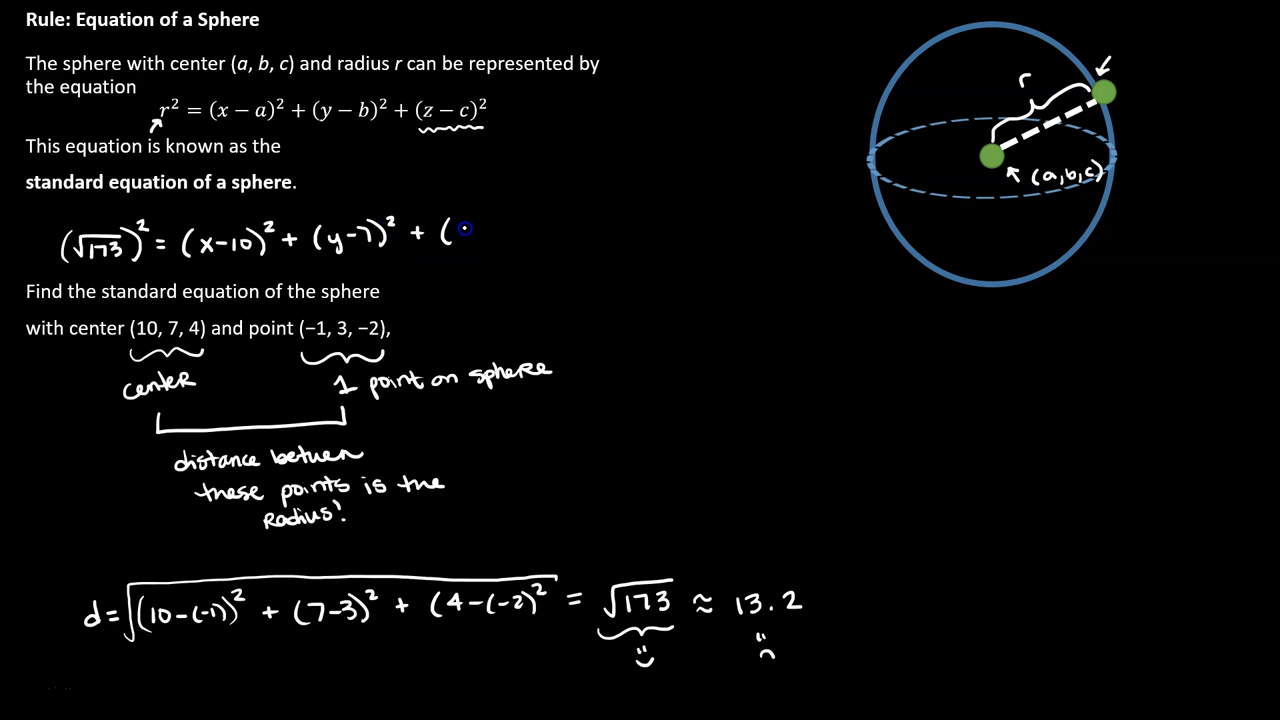 Rule: Equation of a Sphere
The sphere with center (a, b, c) and radius r can be represented by
the equation
r² = (x − a)² + (y − b)² + (z − c)²
This equation is known as the
standard equation of a sphere.
(√173)² = (x-10)² + (y-7)² + (
Find the standard equation of the sphere
with center (10, 7, 4) and point (−1, 3, −2),
center
1 point on sphere
distance between
these points is the
Radius!
d = √(10-(-1))² + (7-3)² + (4-(-2)² = √173 ≈ 13.2
r
(a,b,c)